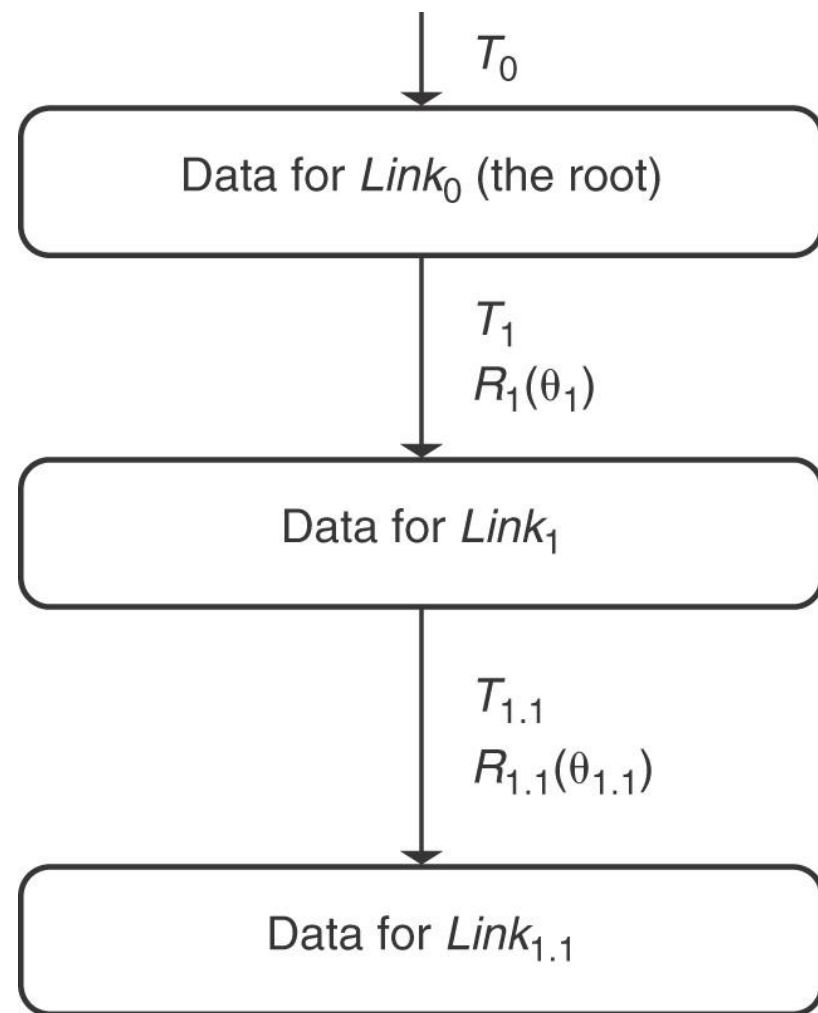 T₀
Data for Link₀ (the root)
T₁
R₁(θ₁)
Data for Link₁
T₁.₁
R₁.₁(θ₁.₁)
Data for Link₁.₁